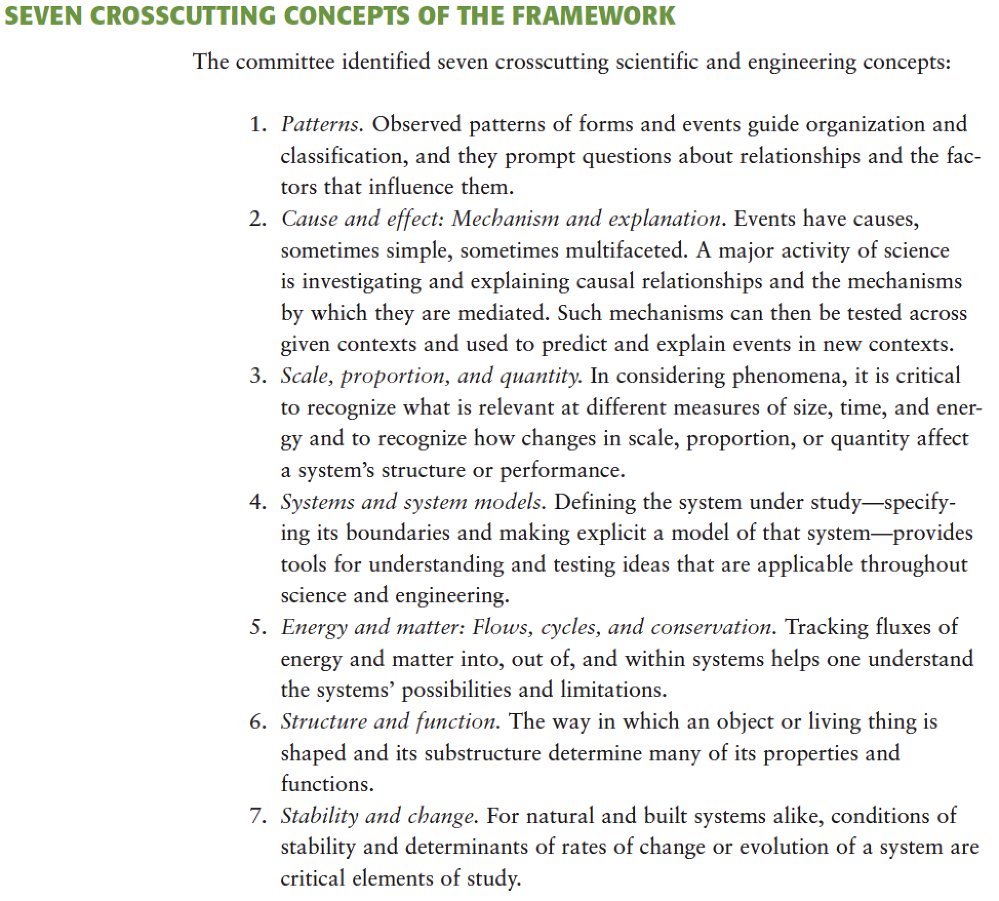 SEVEN CROSSCUTTING CONCEPTS OF THE FRAMEWORK
The committee identified seven crosscutting scientific and engineering concepts:
1. Patterns. Observed patterns of forms and events guide organization and
classification, and they prompt questions about relationships and the fac-
tors that influence them.
2. Cause and effect: Mechanism and explanation. Events have causes,
sometimes simple, sometimes multifaceted. A major activity of science
is investigating and explaining causal relationships and the mechanisms
by which they are mediated. Such mechanisms can then be tested across
given contexts and used to predict and explain events in new contexts.
3. Scale, proportion, and quantity. In considering phenomena, it is critical
to recognize what is relevant at different measures of size, time, and ener-
gy and to recognize how changes in scale, proportion, or quantity affect
a system’s structure or performance.
4. Systems and system models. Defining the system under study—specify-
ing its boundaries and making explicit a model of that system—provides
tools for understanding and testing ideas that are applicable throughout
science and engineering.
5. Energy and matter: Flows, cycles, and conservation. Tracking fluxes of
energy and matter into, out of, and within systems helps one understand
the systems’ possibilities and limitations.
6. Structure and function. The way in which an object or living thing is
shaped and its substructure determine many of its properties and
functions.
7. Stability and change. For natural and built systems alike, conditions of
stability and determinants of rates of change or evolution of a system are
critical elements of study.